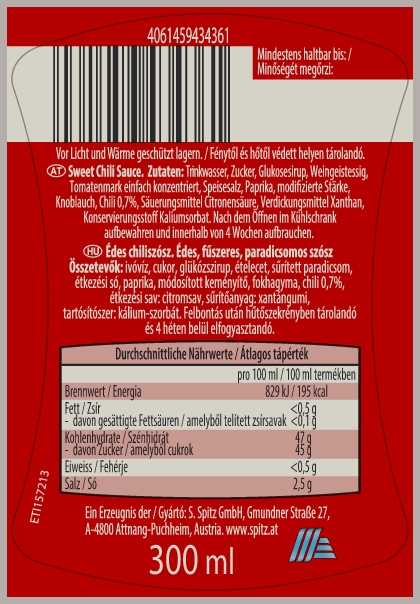 4061459434361
Mindestens haltbar bis: /
Minőségét megőrzi:
Vor Licht und Wärme geschützt lagern. / Fénytől és hőtől védett helyen tárolandó.
AT Sweet Chili Sauce. Zutaten: Trinkwasser, Zucker, Glukosesirup, Weingeistessig,
Tomatenmark einfach konzentriert, Speisesalz, Paprika, modifizierte Stärke,
Knoblauch, Chili 0,7%, Säuerungsmittel Citronensäure, Verdickungsmittel Xanthan,
Konservierungsstoff Kaliumsorbat. Nach dem Öffnen im Kühlschrank
aufbewahren und innerhalb von 4 Wochen aufbrauchen.
HU Édes chiliszósz. Édes, fűszeres, paradicsomos szósz
Összetevők: ivóvíz, cukor, glükózszirup, ételecet, sűrített paradicsom,
étkezési só, paprika, módosított keményítő, fokhagyma, chili 0,7%,
étkezési sav: citromsav, sűrítőanyag: xantángumi,
tartósítószer: kálium-szorbát. Felbontás után hűtőszekrényben tárolandó
és 4 héten belül elfogyasztandó.
Durchschnittliche Nährwerte / Átlagos tápérték
pro 100 ml / 100 ml termékben
Brennwert / Energia 829 kJ / 195 kcal
Fett / Zsír <0,5 g
- davon gesättigte Fettsäuren / amelyből telített zsírsavak <0,1 g
Kohlenhydrate / Szénhidrát 47 g
- davon Zucker / amelyből cukrok 45 g
Eiweiss / Fehérje <0,5 g
Salz / Só 2,5 g
ETI157213
Ein Erzeugnis der / Gyártó: S. Spitz GmbH, Gmundner Straße 27,
A-4800 Attnang-Puchheim, Austria. www.spitz.at
300 ml